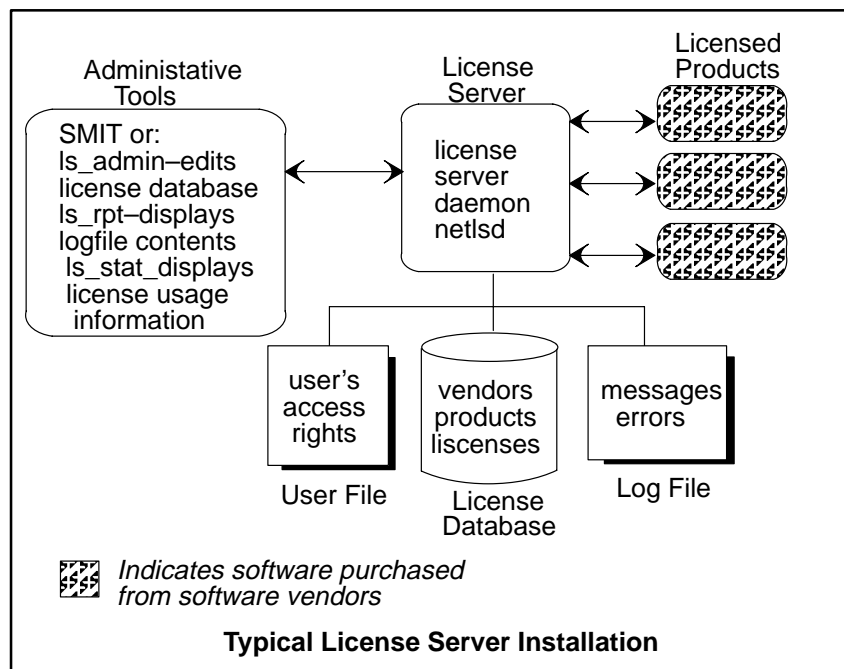 Administative
Tools
SMIT or:
ls_admin–edits
license database
ls_rpt–displays
logfile contents
ls_stat_displays
license usage
information
License
Server
license
server
daemon
netlsd
Licensed
Products
user's
access
rights
User File
vendors
products
liscenses
License
Database
messages
errors
Log File
Indicates software purchased
from software vendors
Typical License Server Installation